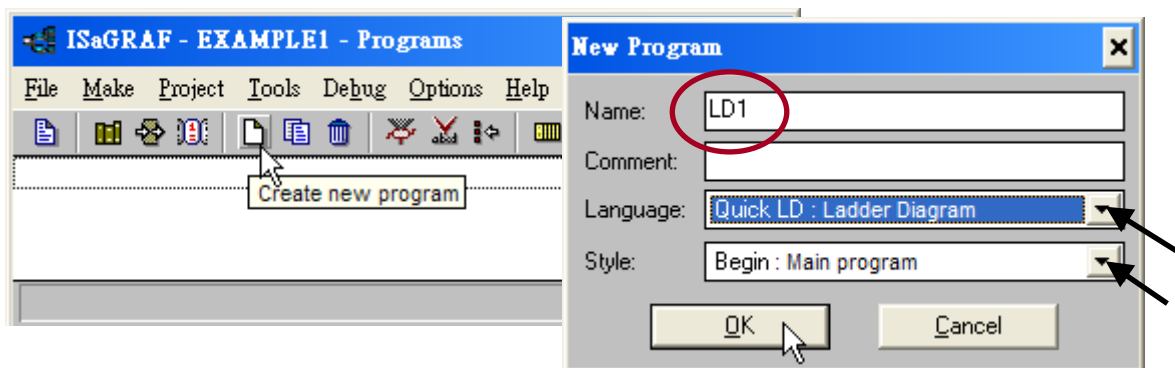 ISaGRAF - EXAMPLE1 - Programs
File Make Project Tools Debug Options Help
Create new program
New Program
Name: LD1
Comment:
Language: Quick LD : Ladder Diagram
Style: Begin : Main program
OK Cancel